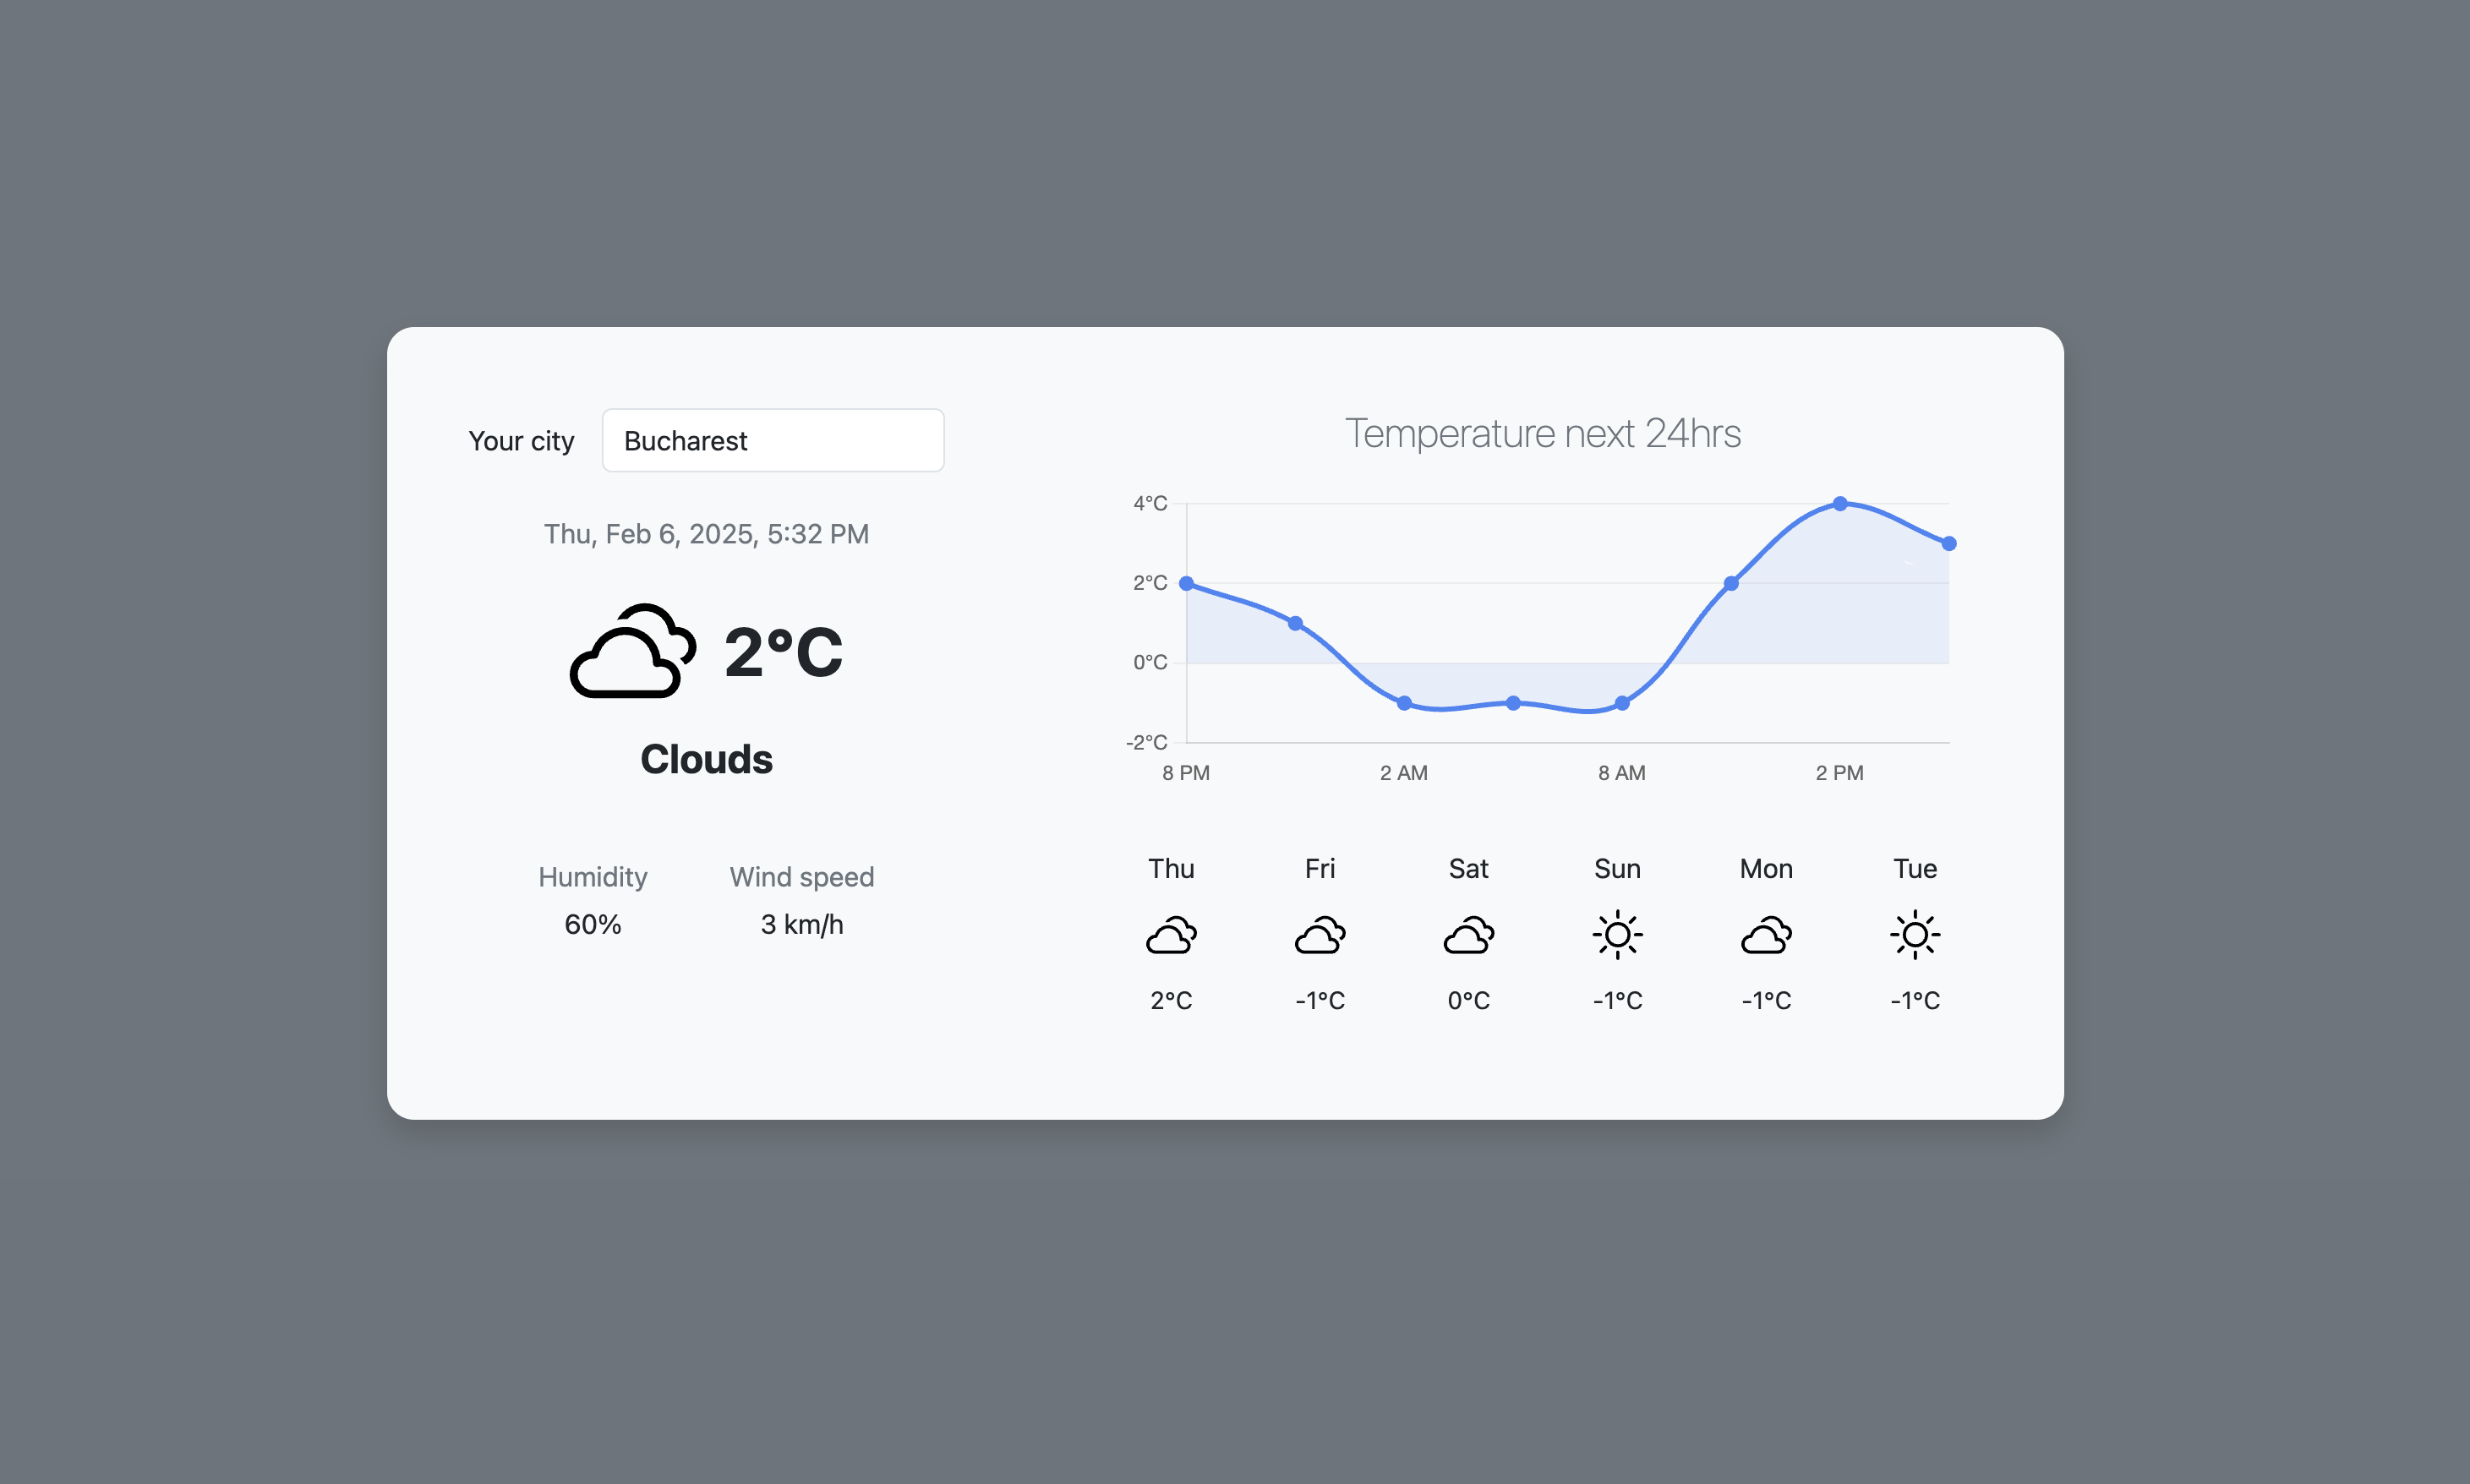 Your city
Bucharest
Thu, Feb 6, 2025, 5:32 PM
2°C
Clouds
Humidity
60%
Wind speed
3 km/h
Temperature next 24hrs
4°C
2°C
0°C
-2°C
8 PM 2 AM 8 AM 2 PM
Thu Fri Sat Sun Mon Tue
2°C -1°C 0°C -1°C -1°C -1°C